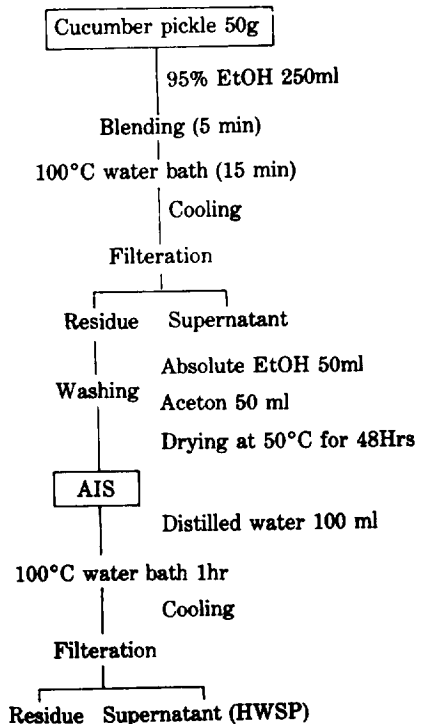 Cucumber pickle 50g
95% EtOH 250ml
Blending (5 min)
100°C water bath (15 min)
Cooling
Filteration
Residue Supernatant
Absolute EtOH 50ml
Washing
Aceton 50 ml
Drying at 50°C for 48Hrs
AIS
Distilled water 100 ml
100°C water bath 1hr
Cooling
Filteration
Residue Supernatant (HWSP)